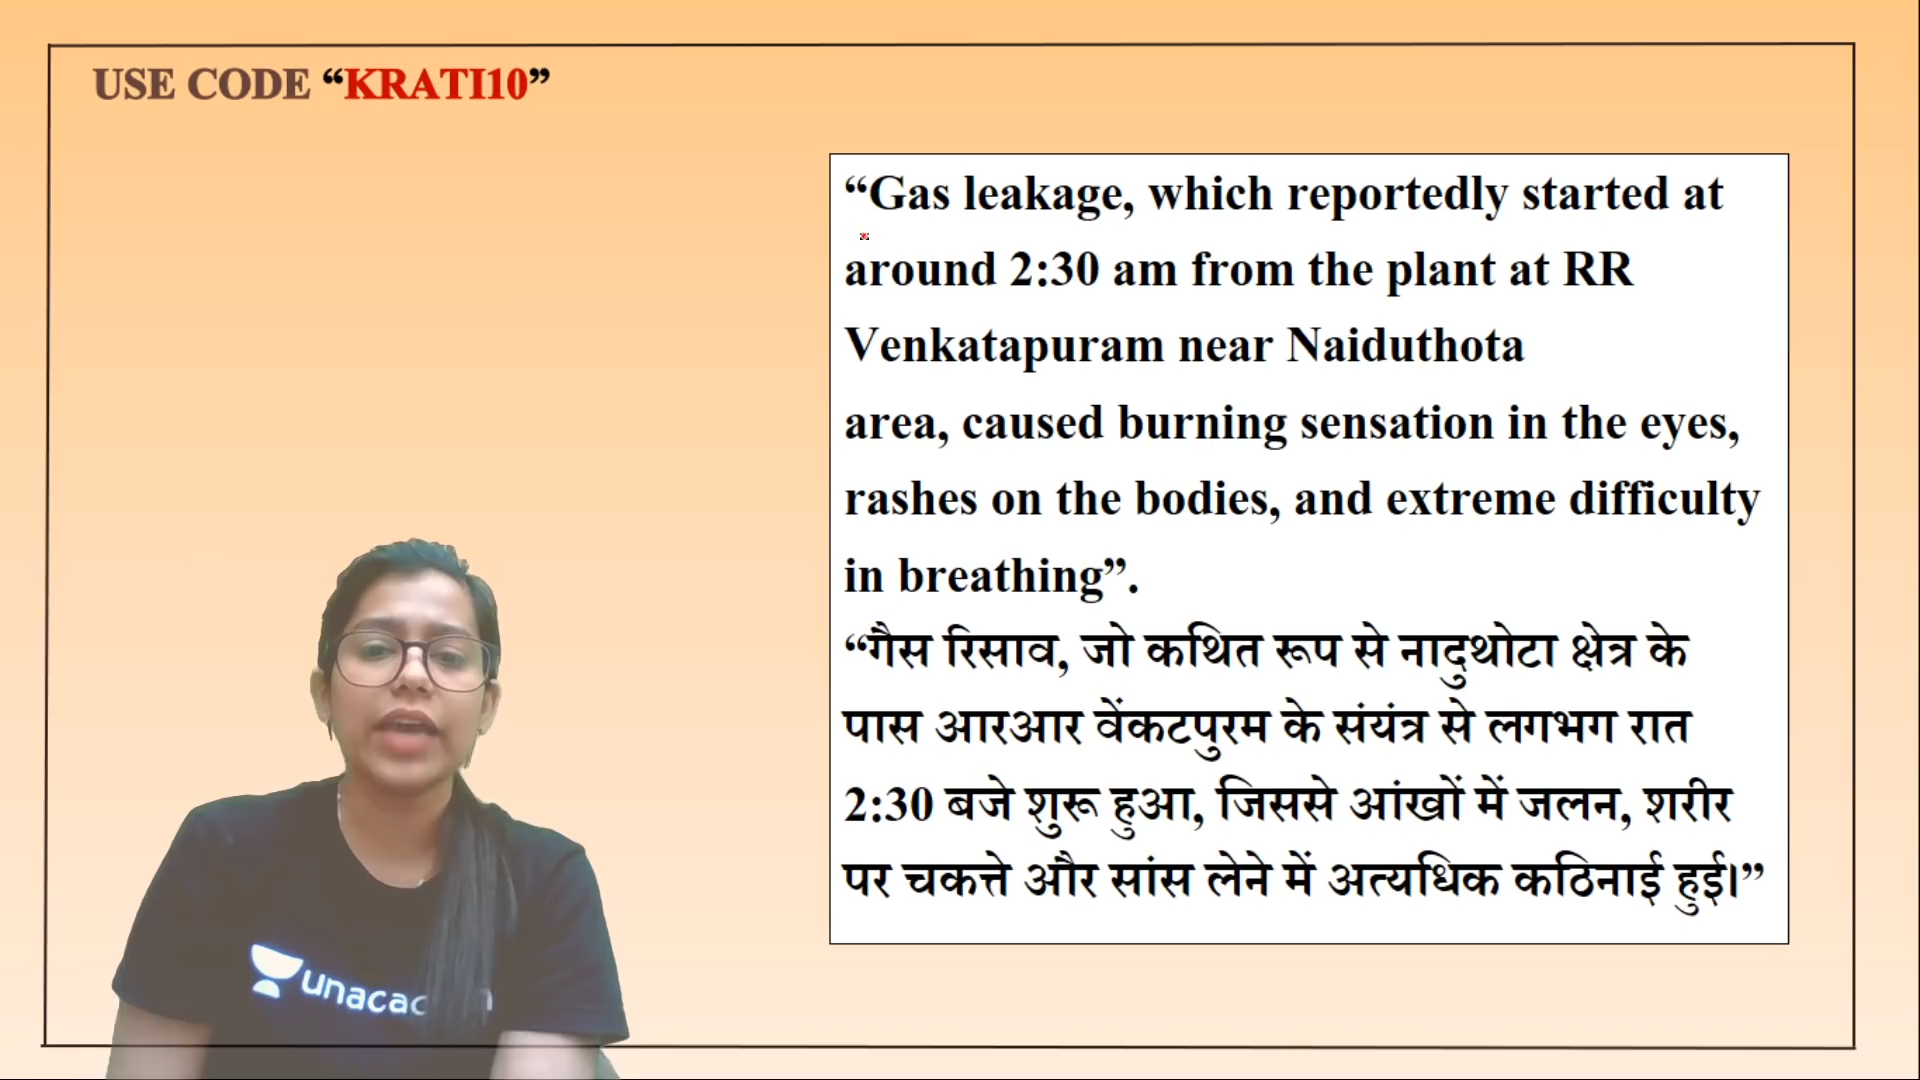 USE CODE “KRATI10”
“Gas leakage, which reportedly started at
around 2:30 am from the plant at RR
Venkatapuram near Naiduthota
area, caused burning sensation in the eyes,
rashes on the bodies, and extreme difficulty
in breathing”.
“गैस रिसाव, जो कथित रूप से नादुथोटा क्षेत्र के
पास आरआर वेंकटपुरम के संयंत्र से लगभग रात
2:30 बजे शुरू हुआ, जिससे आंखों में जलन, शरीर
पर चकत्ते और सांस लेने में अत्यधिक कठिनाई हुई।”